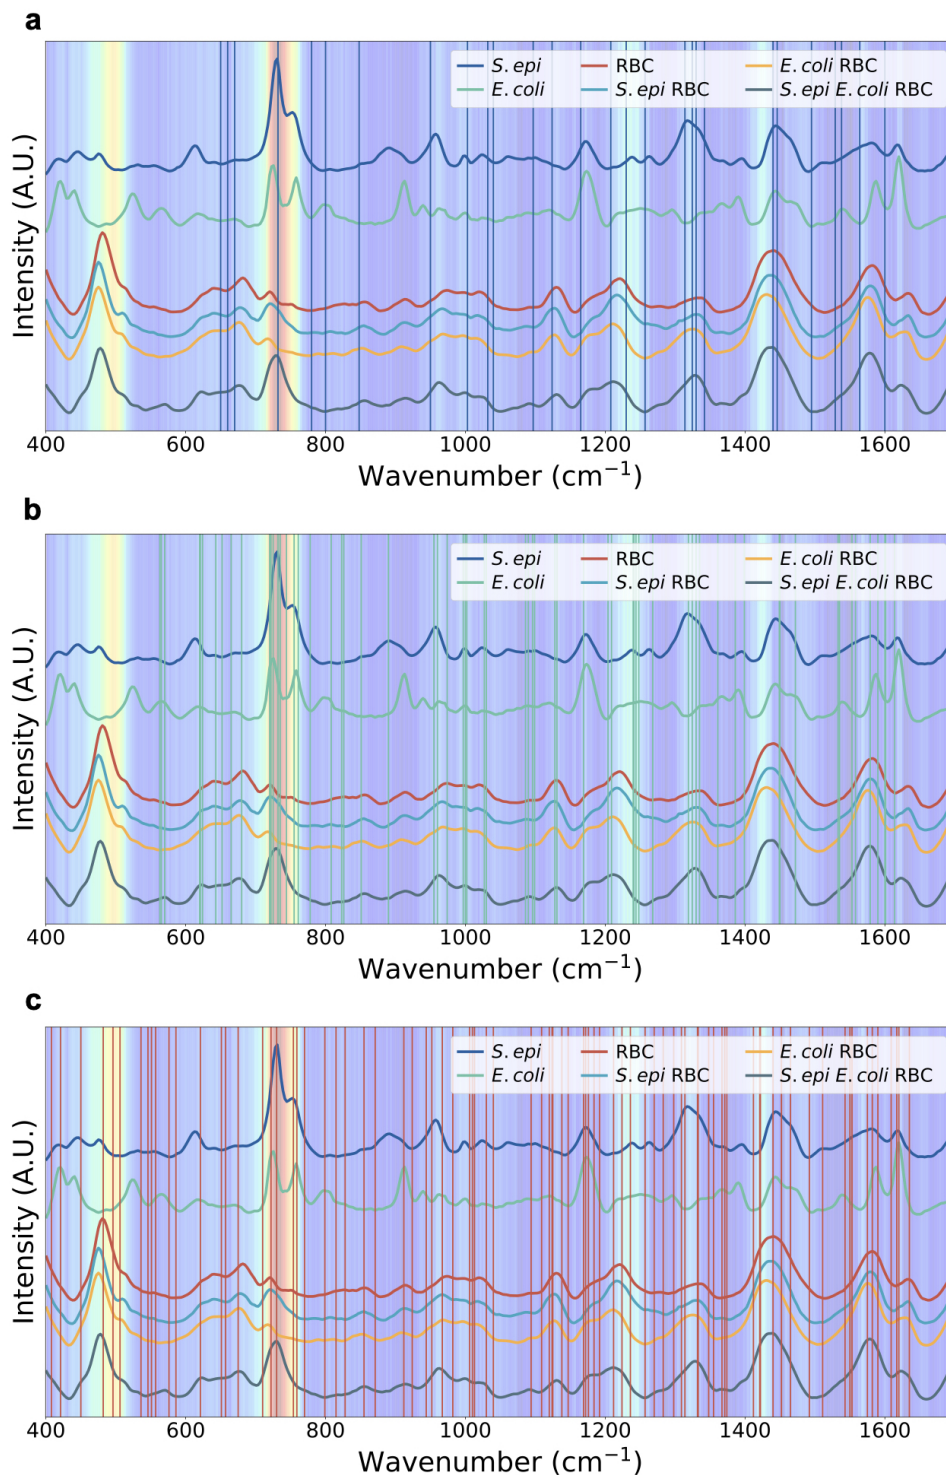 a
S. epi RBC E. coli RBC
E. coli S. epi RBC S. epi E. coli RBC
Intensity (A.U.)
400 600 800 1000 1200 1400 1600
Wavenumber (cm⁻¹)
b
S. epi RBC E. coli RBC
E. coli S. epi RBC S. epi E. coli RBC
Intensity (A.U.)
400 600 800 1000 1200 1400 1600
Wavenumber (cm⁻¹)
c
S. epi RBC E. coli RBC
E. coli S. epi RBC S. epi E. coli RBC
Intensity (A.U.)
400 600 800 1000 1200 1400 1600
Wavenumber (cm⁻¹)